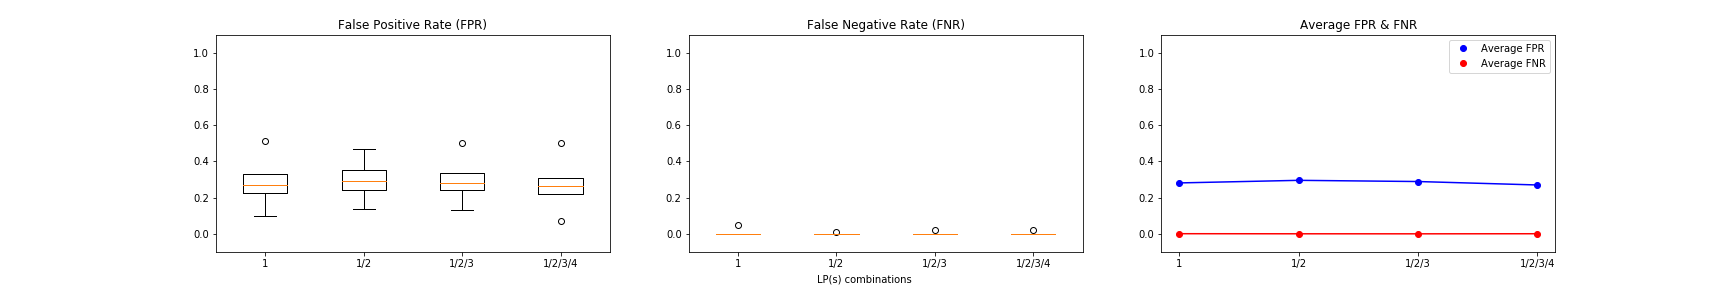 False Positive Rate (FPR)
1.0
0.8
0.6
0.4
0.2
0.0
1 1/2 1/2/3 1/2/3/4
False Negative Rate (FNR)
1.0
0.8
0.6
0.4
0.2
0.0
1 1/2 1/2/3 1/2/3/4
LP(s) combinations
Average FPR & FNR
Average FPR
Average FNR
1.0
0.8
0.6
0.4
0.2
0.0
1 1/2 1/2/3 1/2/3/4